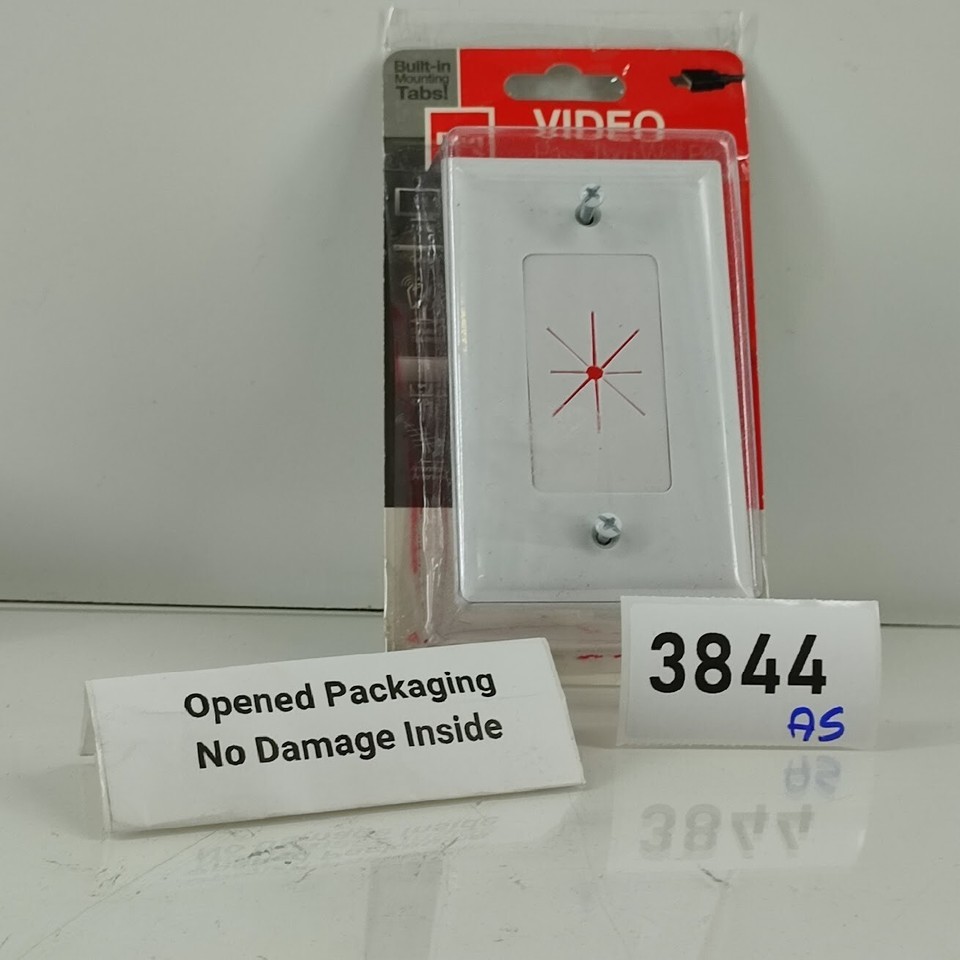 Built-in
Mounting
Tabs!
VIDEO
Opened Packaging
No Damage Inside
3844
AS